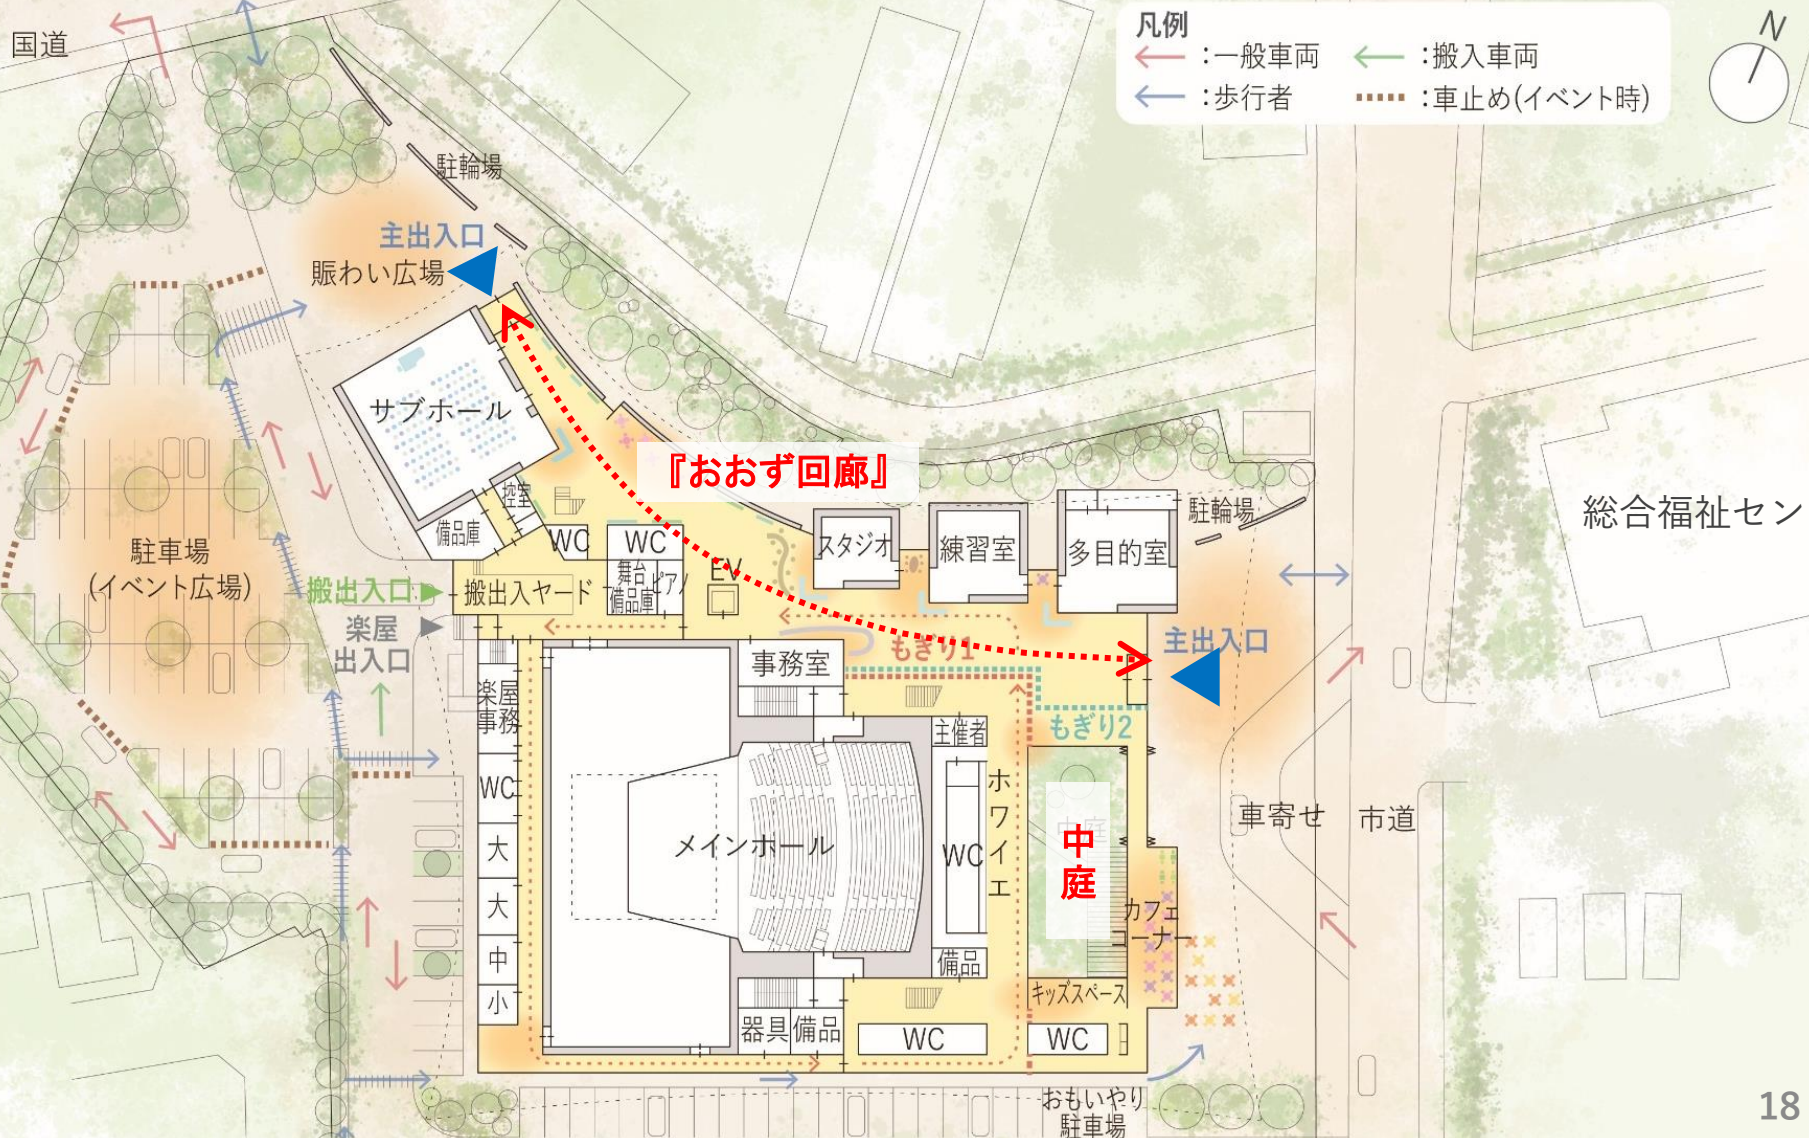 国道
凡例
:一般車両
:搬入車両
:歩行者
:車止め(イベント時)
N
駐輪場
主出入口
賑わい広場
サブホール
『おおず回廊』
控室
備品庫
WC
WC
EV
舞台
備品庫
ピアノ
スタジオ
練習室
多目的室
駐輪場
総合福祉セン
駐車場
(イベント広場)
搬出入口
搬出入ヤード
楽屋
出入口
事務室
もぎり1
主出入口
もぎり2
楽屋
事務
主催者
WC
ホワイエ
メインホール
WC
中庭
車寄せ
市道
大
大
中
小
カフェ
コーナー
備品
キッズスペース
器具
備品
WC
WC
おもいやり
駐車場
18